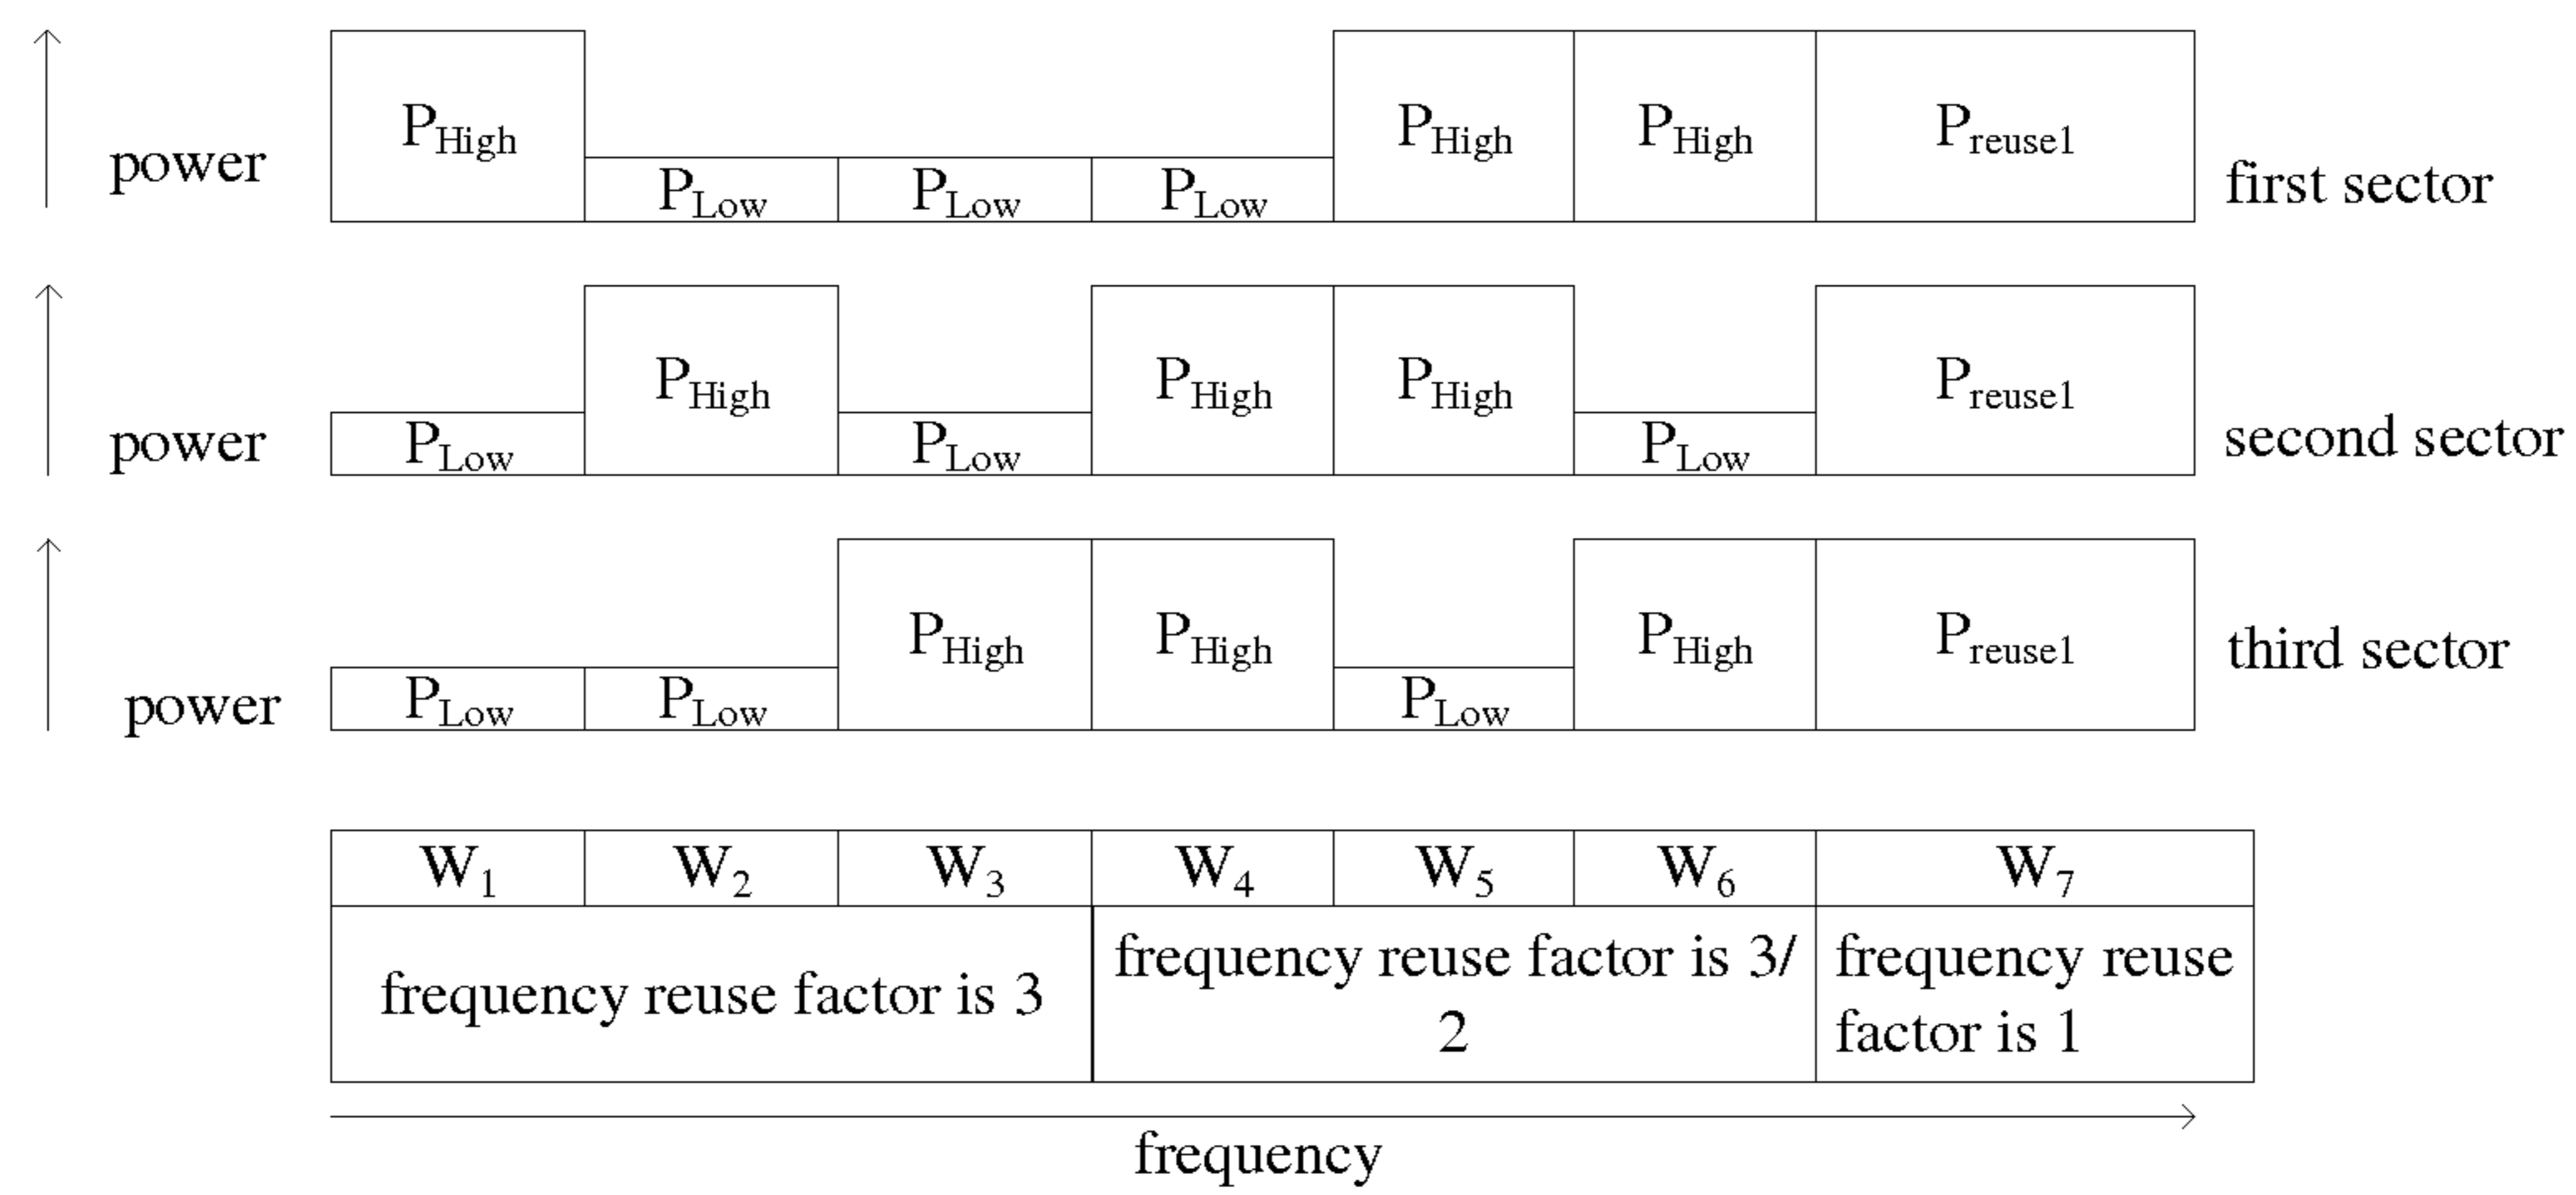 P_High P_High P_High P_reuse1
power P_Low P_Low P_Low first sector
P_High P_High P_High P_reuse1
power P_Low P_Low P_Low second sector
P_High P_High P_High P_reuse1 third sector
power P_Low P_Low P_Low
W_1 W_2 W_3 W_4 W_5 W_6 W_7
frequency reuse factor is 3 frequency reuse factor is 3/ frequency reuse
2 factor is 1
frequency